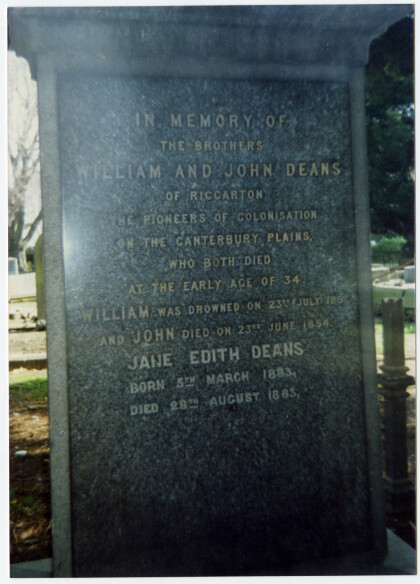 IN MEMORY OF
THE BROTHERS
WILLIAM AND JOHN DEANS
OF RICCARTON
THE PIONEERS OF COLONISATION
ON THE CANTERBURY PLAINS,
WHO BOTH DIED
AT THE EARLY AGE OF 34
WILLIAM WAS DROWNED ON 23RD JULY
AND JOHN DIED ON 23RD JUNE 1854
JANE EDITH DEANS
BORN 5TH MARCH 1883,
DIED 28TH AUGUST 1883,